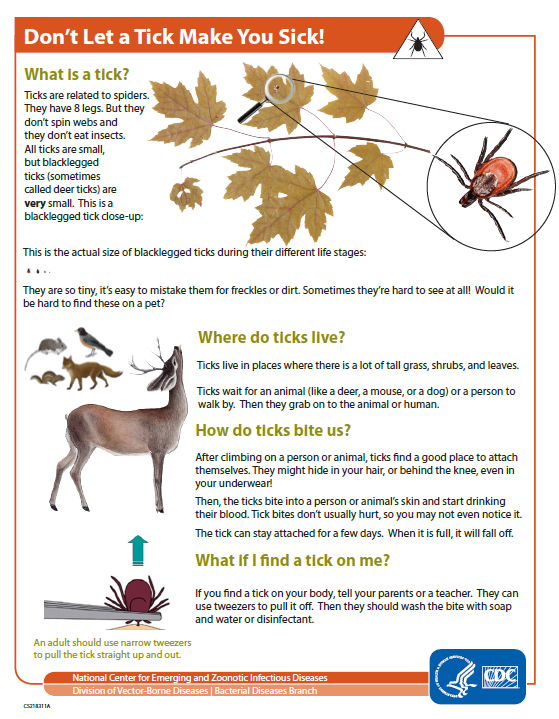 Don't Let a Tick Make You Sick!
What is a tick?
Ticks are related to spiders.
They have 8 legs. But they
don't spin webs and
they don't eat insects.
All ticks are small,
but blacklegged
ticks (sometimes
called deer ticks) are
very small. This is a
blacklegged tick close-up:
This is the actual size of blacklegged ticks during their different life stages:
They are so tiny, it's easy to mistake them for freckles or dirt. Sometimes they're hard to see at all! Would it
be hard to find these on a pet?
Where do ticks live?
Ticks live in places where there is a lot of tall grass, shrubs, and leaves.
Ticks wait for an animal (like a deer, a mouse, or a dog) or a person to
walk by. Then they grab on to the animal or human.
How do ticks bite us?
After climbing on a person or animal, ticks find a good place to attach
themselves. They might hide in your hair, or behind the knee, even in
your underwear!
Then, the ticks bite into a person or animal's skin and start drinking
their blood. Tick bites don't usually hurt, so you may not even notice it.
The tick can stay attached for a few days. When it is full, it will fall off.
What if I find a tick on me?
If you find a tick on your body, tell your parents or a teacher. They can
use tweezers to pull it off. Then they should wash the bite with soap
and water or disinfectant.
An adult should use narrow tweezers
to pull the tick straight up and out.
National Center for Emerging and Zoonotic Infectious Diseases
Division of Vector-Borne Diseases | Bacterial Diseases Branch
CDC
CS218311A